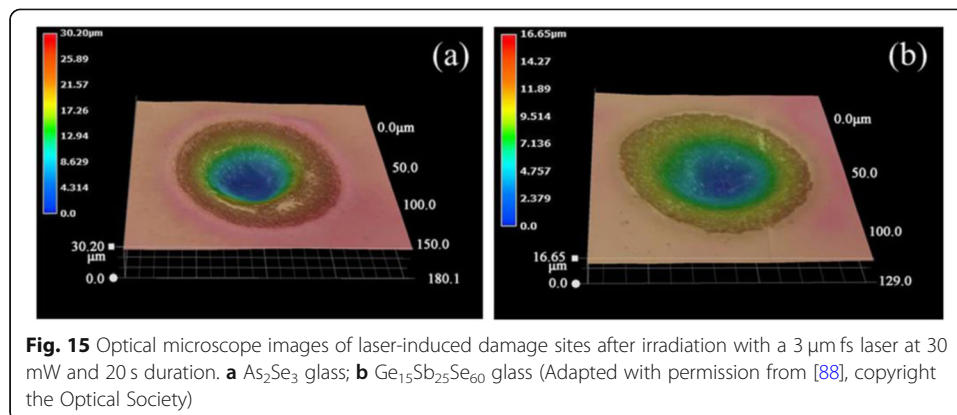 30.20μm
25.89
21.57
17.26
12.94
8.629
4.314
0.0
(a)
0.0μm
50.0
100.0
150.0
180.1
30.20
μm
0.0
16.65μm
14.27
11.89
9.514
7.136
4.757
2.379
0.0
(b)
0.0μm
50.0
100.0
129.0
16.65
μm
0.0
Fig. 15 Optical microscope images of laser-induced damage sites after irradiation with a 3 μm fs laser at 30
mW and 20 s duration. a As₂Se₃ glass; b Ge₁₅Sb₂₅Se₆₀ glass (Adapted with permission from [88], copyright
the Optical Society)